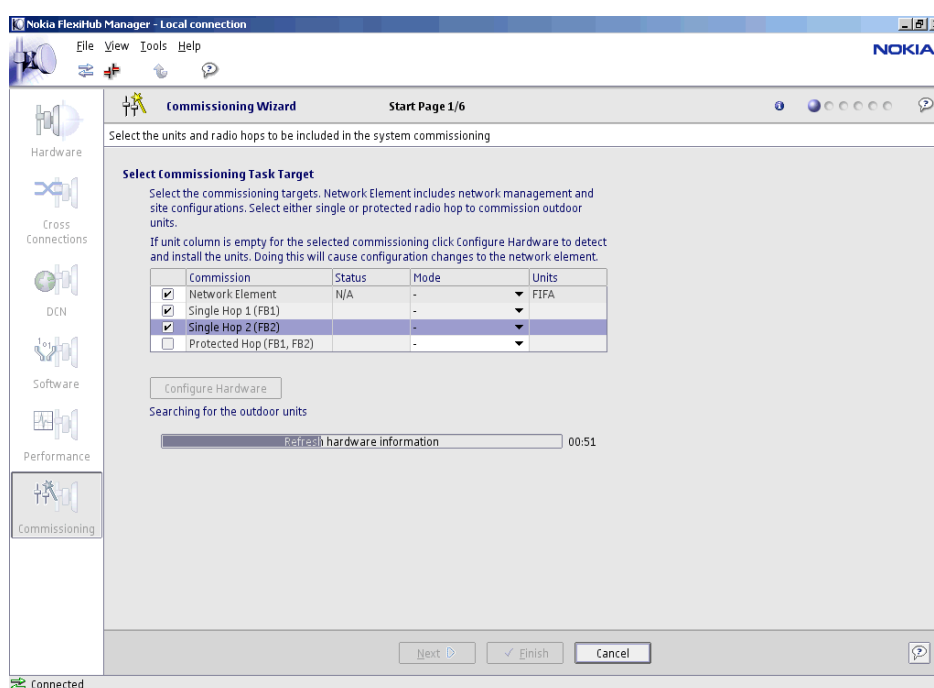 Nokia FlexiHub Manager - Local connection
File View Tools Help
NOKIA
Commissioning Wizard Start Page 1/6
Select the units and radio hops to be included in the system commissioning
Hardware
Cross
Connections
DCN
Software
Performance
Commissioning
Select Commissioning Task Target
Select the commissioning targets. Network Element includes network management and
site configurations. Select either single or protected radio hop to commission outdoor
units.
If unit column is empty for the selected commissioning click Configure Hardware to detect
and install the units. Doing this will cause configuration changes to the network element.
Commission Status Mode Units
Network Element N/A - FIFA
Single Hop 1 (FB1) -
Single Hop 2 (FB2) -
Protected Hop (FB1, FB2) -
Configure Hardware
Searching for the outdoor units
Refresh hardware information 00:51
Next Finish Cancel
Connected